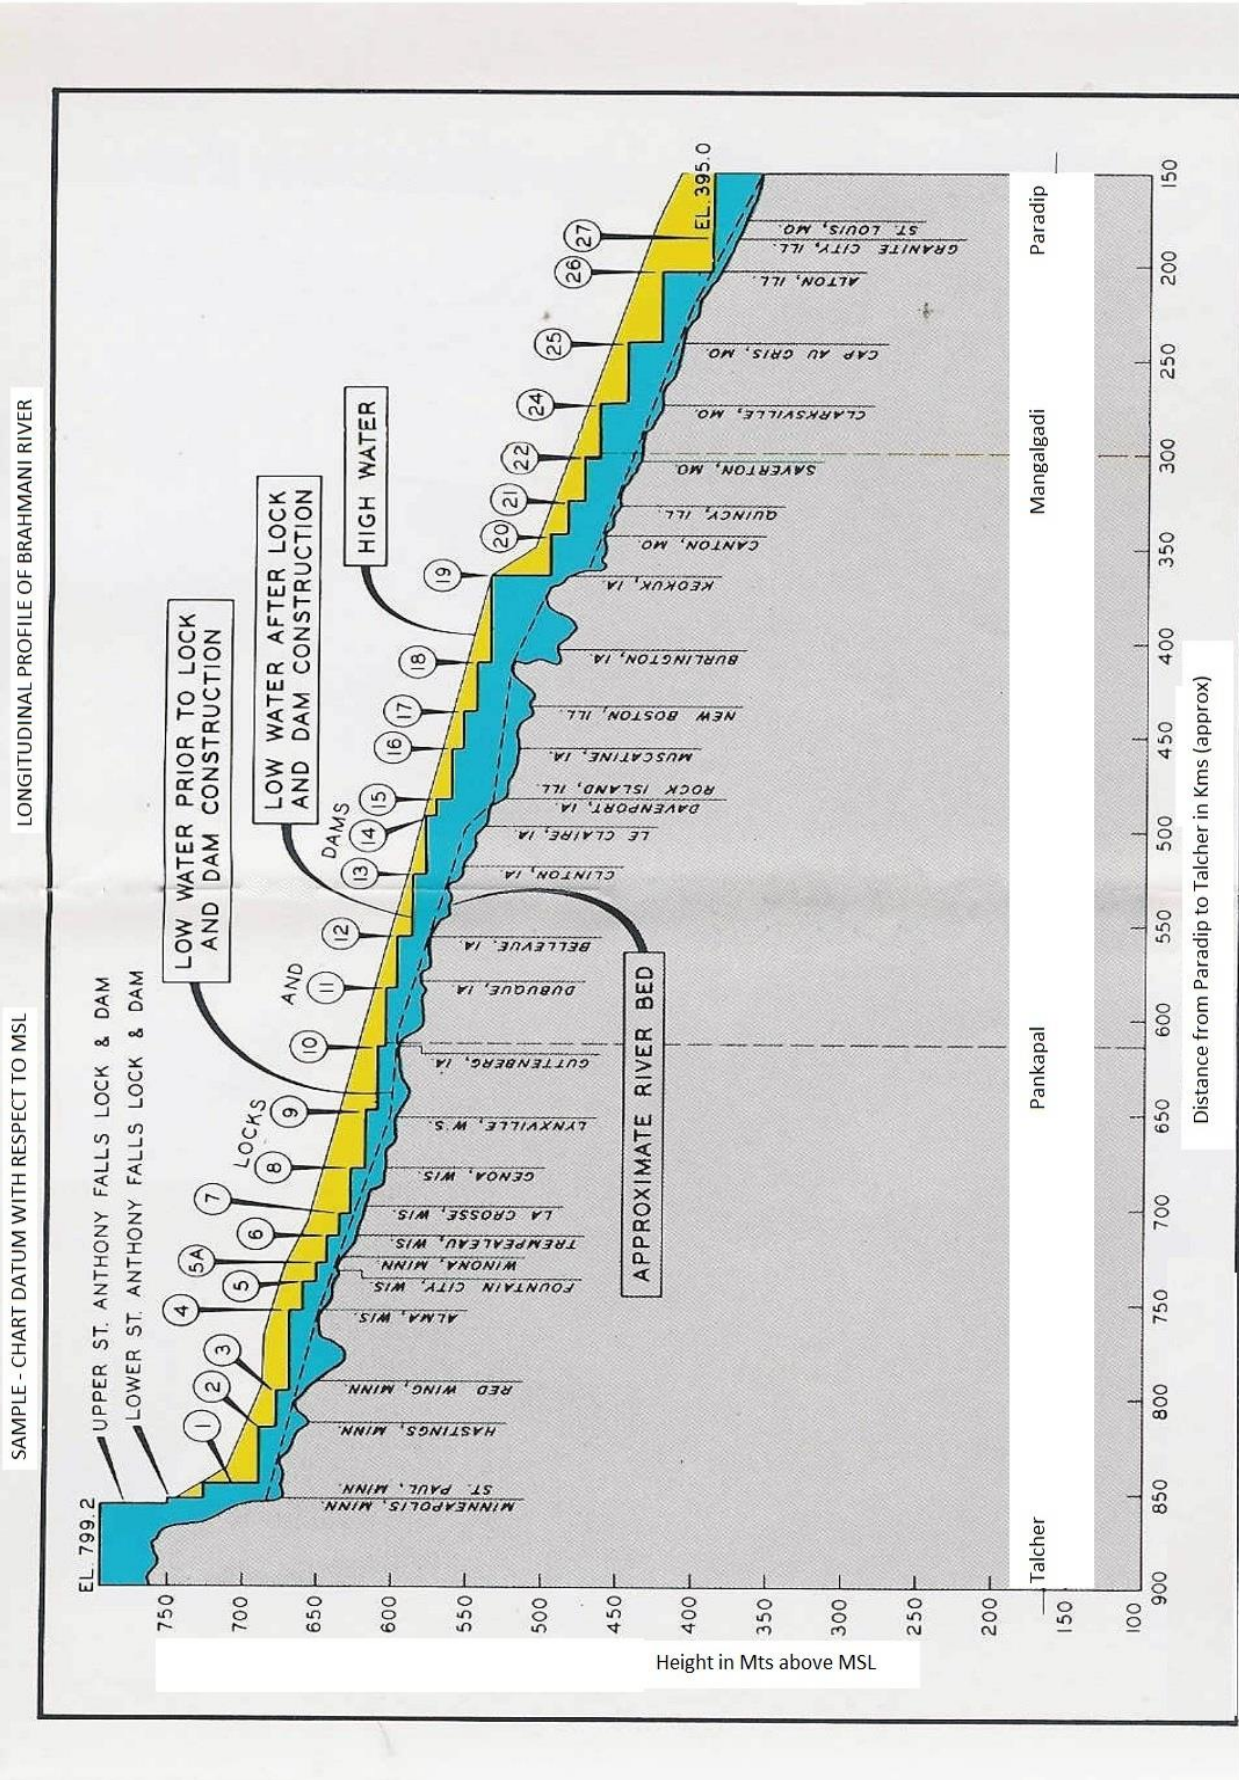 SAMPLE - CHART DATUM WITH RESPECT TO MSL
LONGITUDINAL PROFILE OF BRAHMANI RIVER
UPPER ST. ANTHONY FALLS LOCK & DAM
LOWER ST. ANTHONY FALLS LOCK & DAM
EL. 799.2
LOW WATER PRIOR TO LOCK
AND DAM CONSTRUCTION
LOW WATER AFTER LOCK
AND DAM CONSTRUCTION
HIGH WATER
LOCKS
AND
DAMS
1
2
3
4
5
5A
6
7
8
9
10
11
12
13
14
15
16
17
18
19
20
21
22
24
25
26
27
EL. 395.0
MINNEAPOLIS, MINN.
ST. PAUL, MINN.
HASTINGS, MINN.
RED WING, MINN.
ALMA, WIS.
FOUNTAIN CITY, WIS.
WINONA, MINN.
TREMPEALEAU, WIS.
LA CROSSE, WIS.
GENOA, WIS.
LYNXVILLE, WIS.
GUTTENBERG, IA.
DUBUQUE, IA.
BELLEVUE, IA.
CLINTON, IA.
LE CLAIRE, IA.
DAVENPORT, IA.
ROCK ISLAND, ILL.
MUSCATINE, IA.
NEW BOSTON, ILL.
BURLINGTON, IA.
KEOKUK, IA.
CANTON, MO.
QUINCY, ILL.
SAVERTON, MO.
CLARKSVILLE, MO.
CAP AU GRIS, MO.
ALTON, ILL.
GRANITE CITY, ILL.
ST. LOUIS, MO.
APPROXIMATE RIVER BED
750
700
650
600
550
500
450
400
350
300
250
200
150
100
Height in Mts above MSL
Talcher
Pankapal
Mangalgadi
Paradip
900
850
800
750
700
650
600
550
500
450
400
350
300
250
200
150
Distance from Paradip to Talcher in Kms (approx)